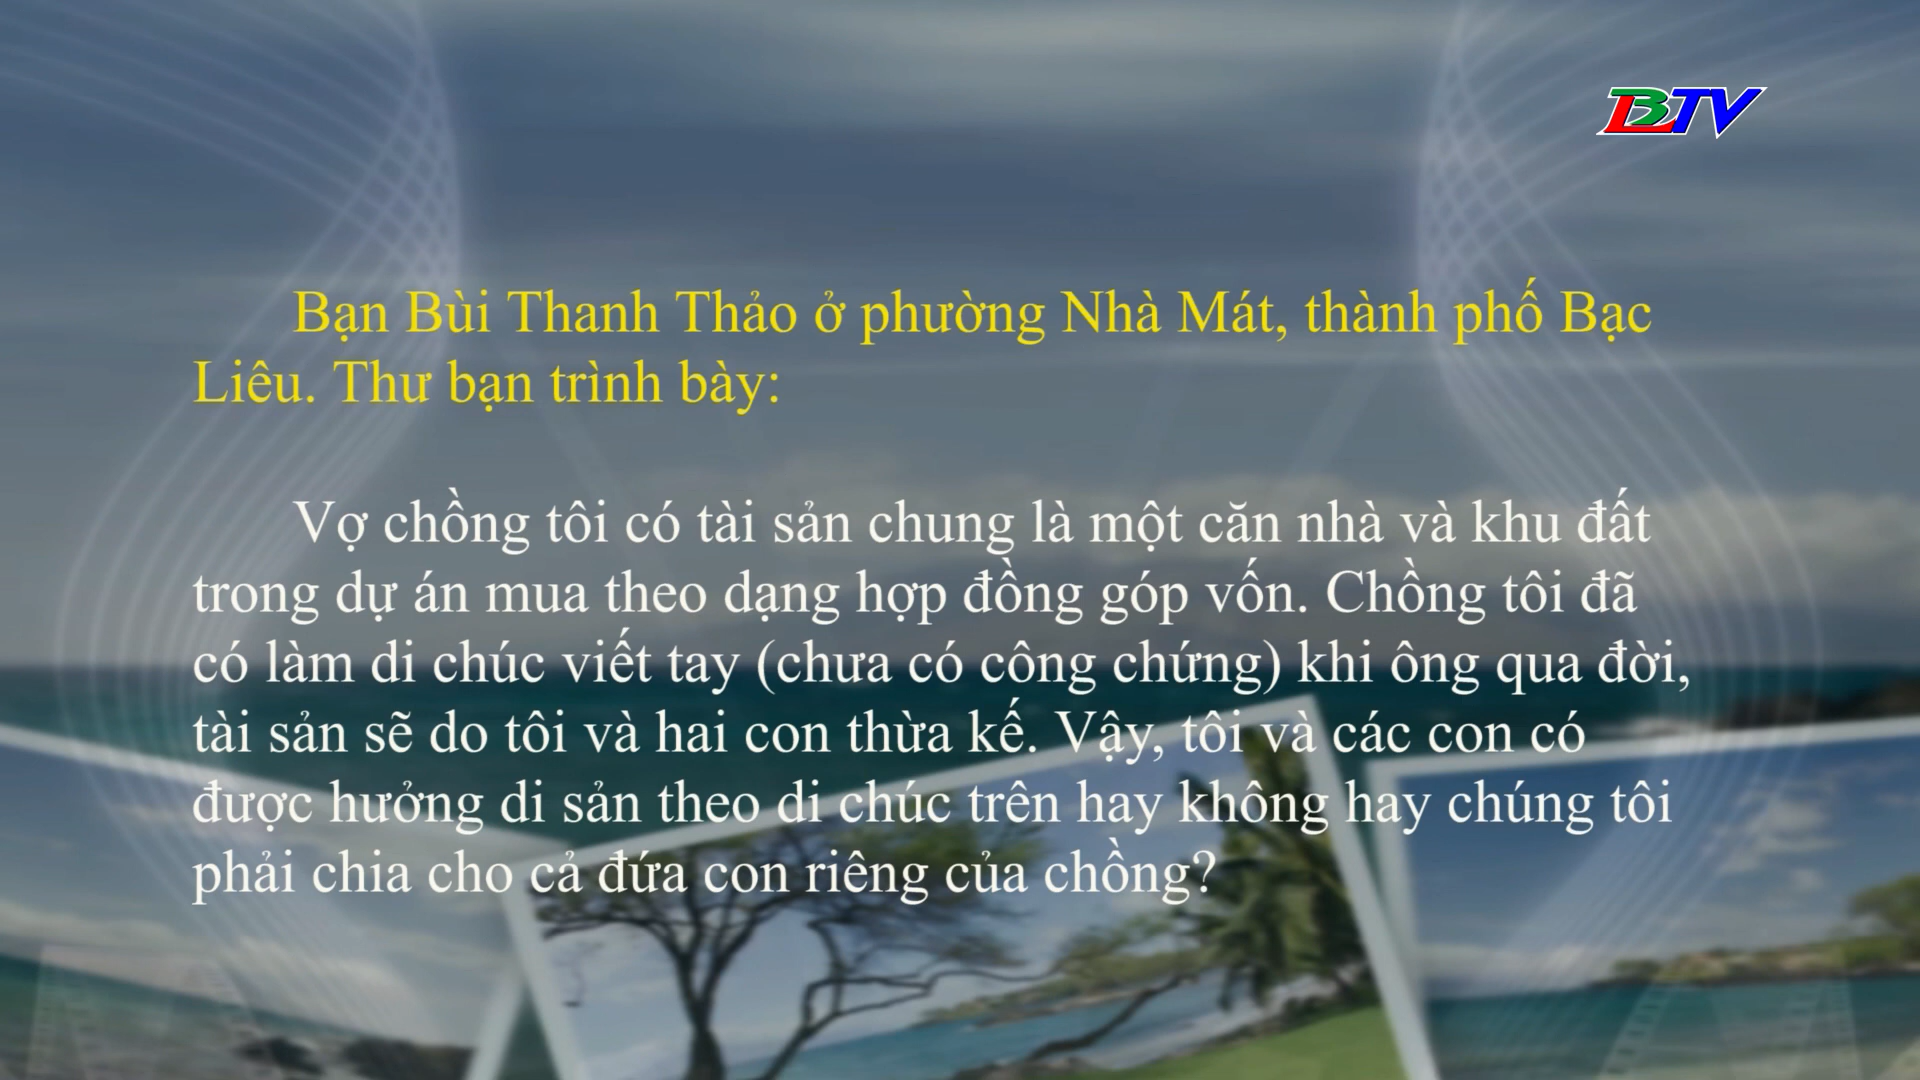 BTV
Bạn Bùi Thanh Thảo ở phường Nhà Mát, thành phố Bạc
Liêu. Thư bạn trình bày:
Vợ chồng tôi có tài sản chung là một căn nhà và khu đất
trong dự án mua theo dạng hợp đồng góp vốn. Chồng tôi đã
có làm di chúc viết tay (chưa có công chứng) khi ông qua đời,
tài sản sẽ do tôi và hai con thừa kế. Vậy, tôi và các con có
được hưởng di sản theo di chúc trên hay không hay chúng tôi
phải chia cho cả đứa con riêng của chồng?